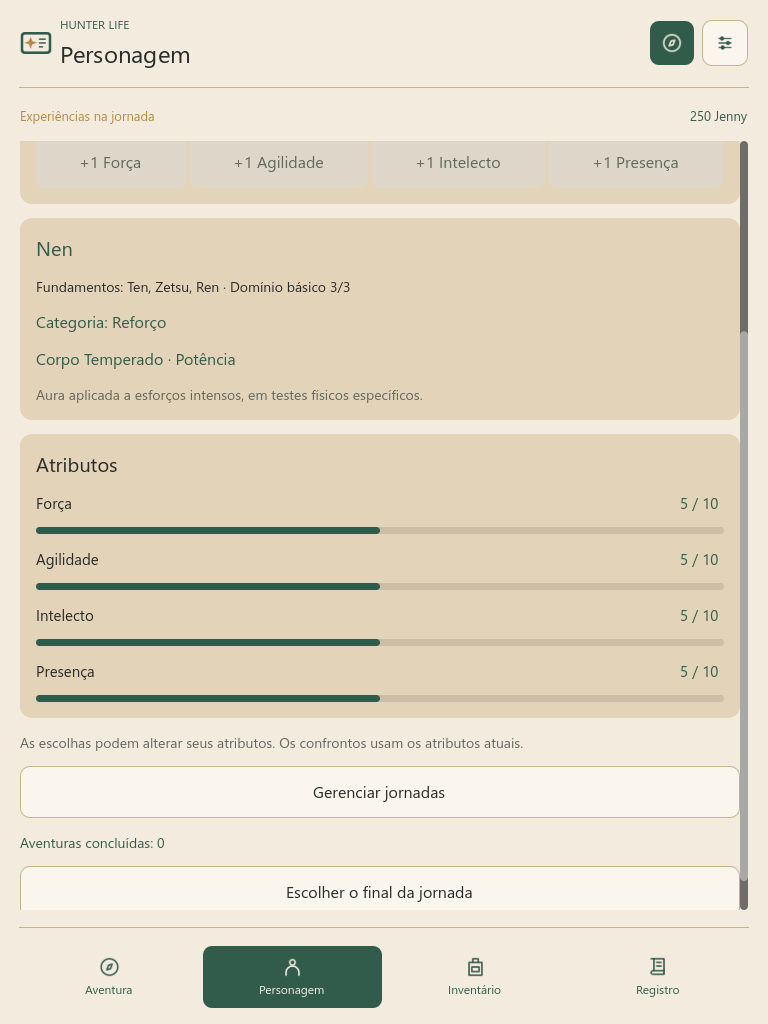 HUNTER LIFE
Personagem
Experiências na jornada
250 Jenny
+1 Força
+1 Agilidade
+1 Intelecto
+1 Presença
Nen
Fundamentos: Ten, Zetsu, Ren · Domínio básico 3/3
Categoria: Reforço
Corpo Temperado · Potência
Aura aplicada a esforços intensos, em testes físicos específicos.
Atributos
Força
5 / 10
Agilidade
5 / 10
Intelecto
5 / 10
Presença
5 / 10
As escolhas podem alterar seus atributos. Os confrontos usam os atributos atuais.
Gerenciar jornadas
Aventuras concluídas: 0
Escolher o final da jornada
Aventura
Personagem
Inventário
Registro